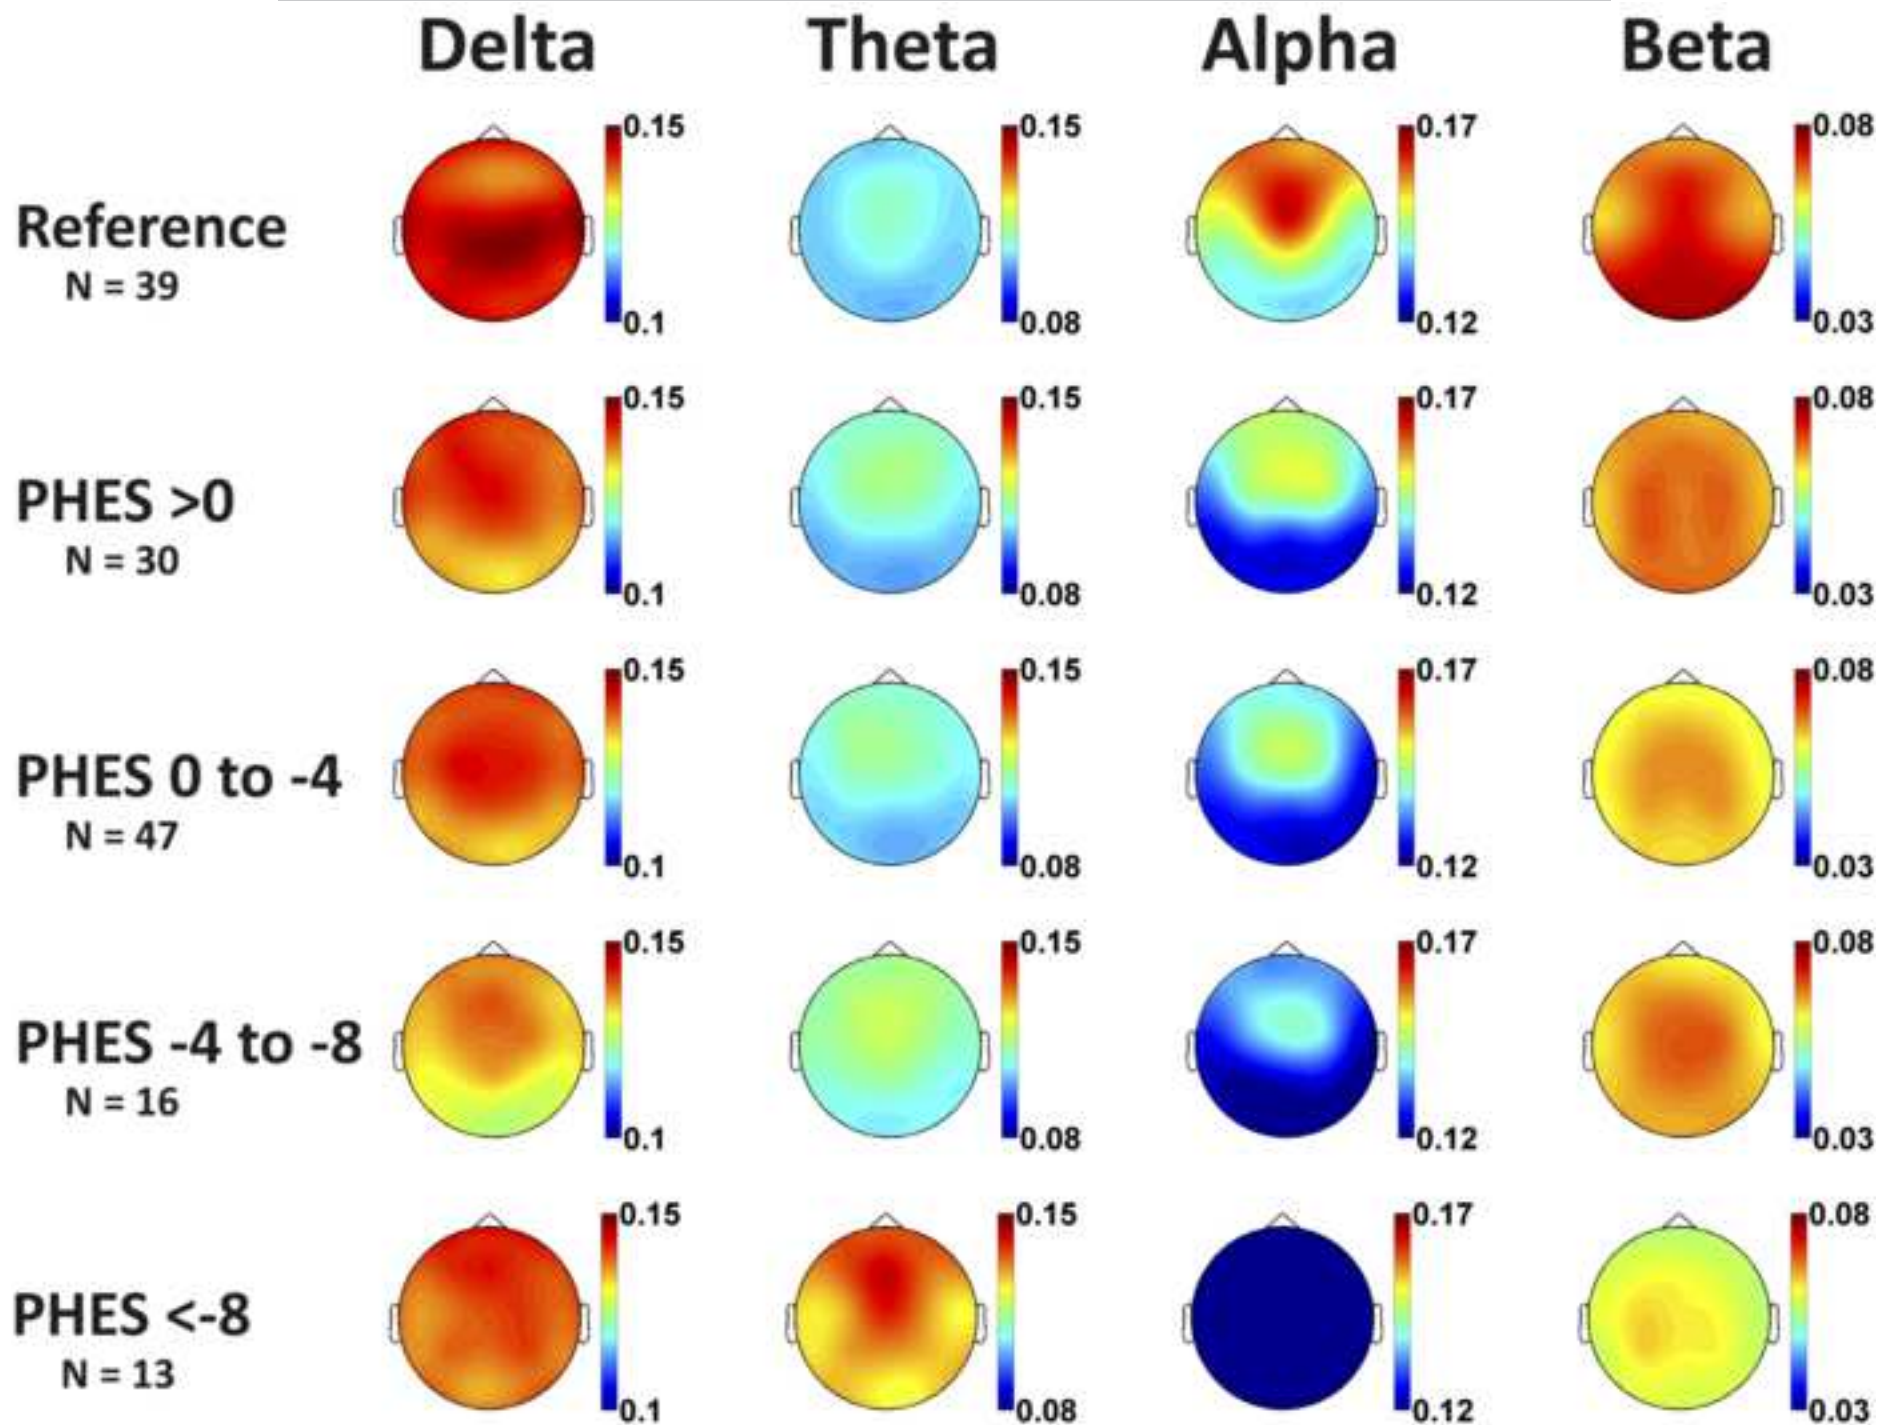 Delta Theta Alpha Beta
Reference
N = 39
0.15 0.15 0.17 0.08
0.1 0.08 0.12 0.03
PHES >0
N = 30
0.15 0.15 0.17 0.08
0.1 0.08 0.12 0.03
PHES 0 to -4
N = 47
0.15 0.15 0.17 0.08
0.1 0.08 0.12 0.03
PHES -4 to -8
N = 16
0.15 0.15 0.17 0.08
0.1 0.08 0.12 0.03
PHES <-8
N = 13
0.15 0.15 0.17 0.08
0.1 0.08 0.12 0.03